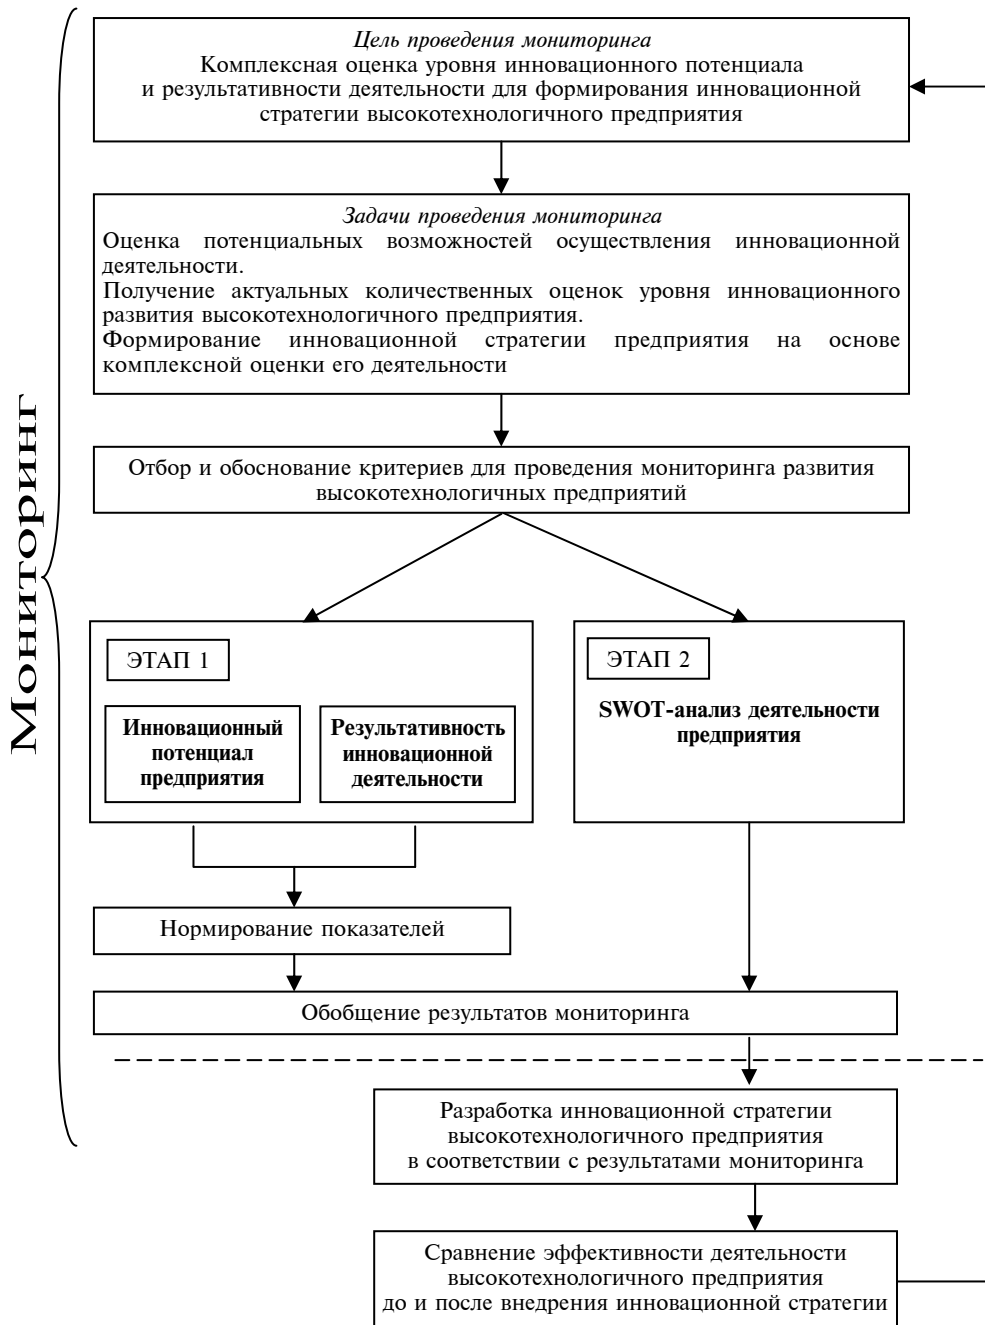 Цель проведения мониторинга
Комплексная оценка уровня инновационного потенциала
и результативности деятельности для формирования инновационной
стратегии высокотехнологичного предприятия
Задачи проведения мониторинга
Оценка потенциальных возможностей осуществления инновационной
деятельности.
Получение актуальных количественных оценок уровня инновационного
развития высокотехнологичного предприятия.
Формирование инновационной стратегии предприятия на основе
комплексной оценки его деятельности
Мониторинг
Отбор и обоснование критериев для проведения мониторинга развития
высокотехнологичных предприятий
ЭТАП 1
Инновационный
потенциал
предприятия
Результативность
инновационной
деятельности
ЭТАП 2
SWOT-анализ деятельности
предприятия
Нормирование показателей
Обобщение результатов мониторинга
Разработка инновационной стратегии
высокотехнологичного предприятия
в соответствии с результатами мониторинга
Сравнение эффективности деятельности
высокотехнологичного предприятия
до и после внедрения инновационной стратегии